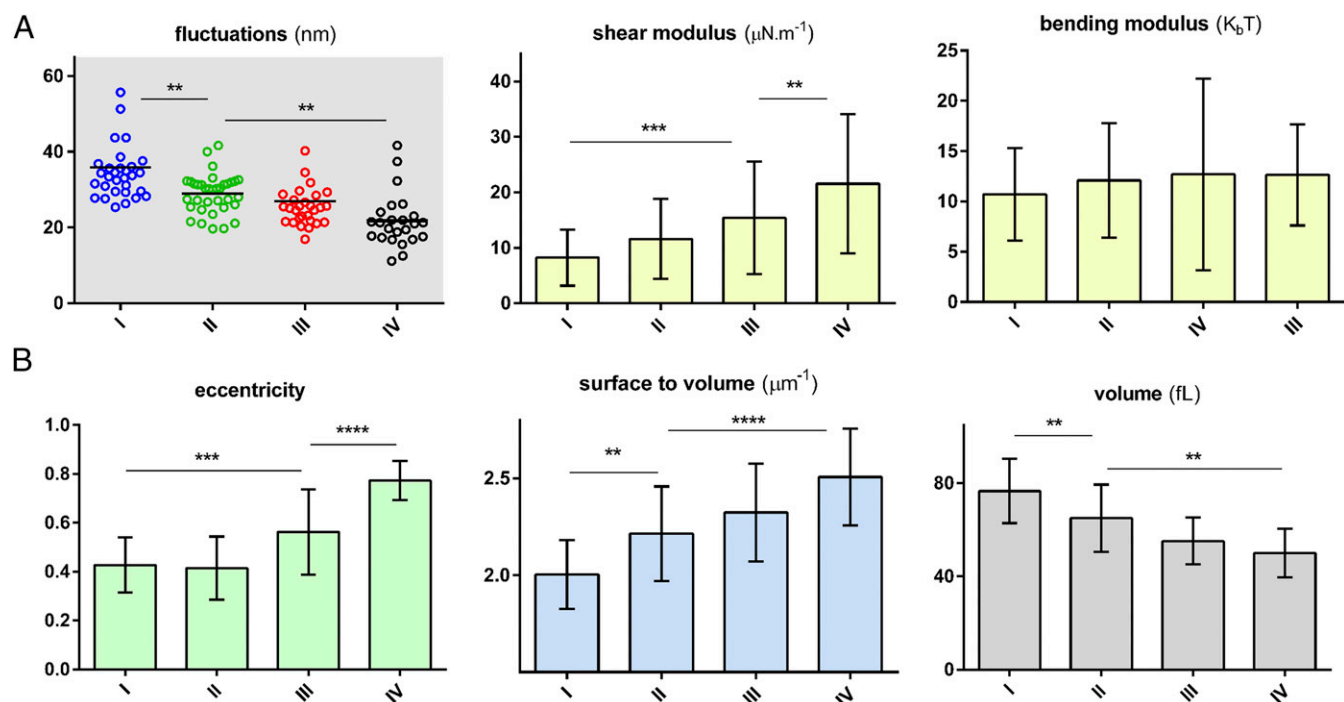 A
fluctuations (nm)
60
40
20
0
**
**
I
II
III
IV
shear modulus (μN.m⁻¹)
40
30
20
10
0
***
**
I
II
III
IV
bending modulus (KbT)
25
20
15
10
5
0
I
II
IV
III
B
eccentricity
1.0
0.8
0.6
0.4
0.2
0.0
***
****
I
II
III
IV
surface to volume (μm⁻¹)
2.5
2.0
**
****
I
II
III
IV
volume (fL)
80
40
0
**
**
I
II
III
IV